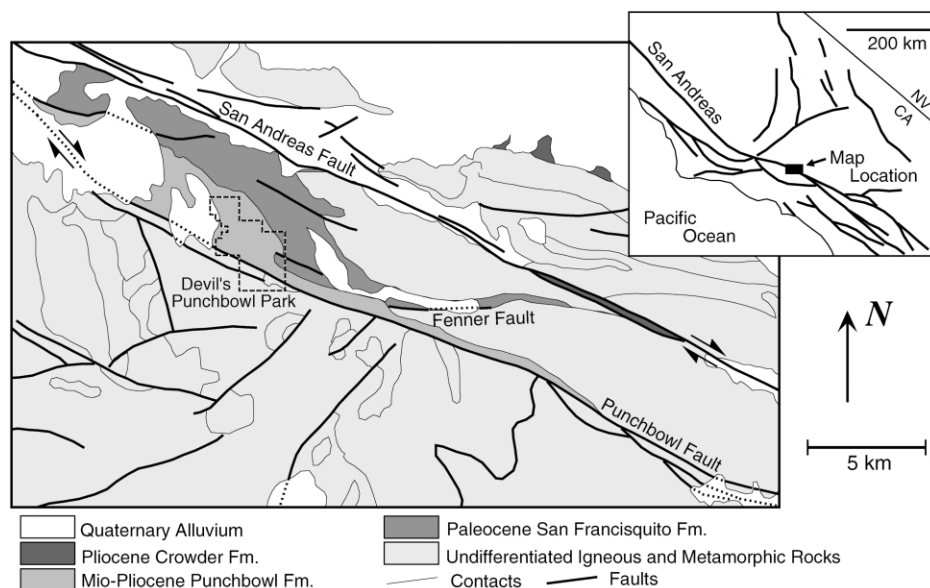 San Andreas Fault
Devil's
Punchbowl Park
Fenner Fault
Punchbowl Fault
200 km
San Andreas
NV
CA
Map
Location
Pacific
Ocean
N
5 km
Quaternary Alluvium
Pliocene Crowder Fm.
Mio-Pliocene Punchbowl Fm.
Paleocene San Francisquito Fm.
Undifferentiated Igneous and Metamorphic Rocks
Contacts
Faults